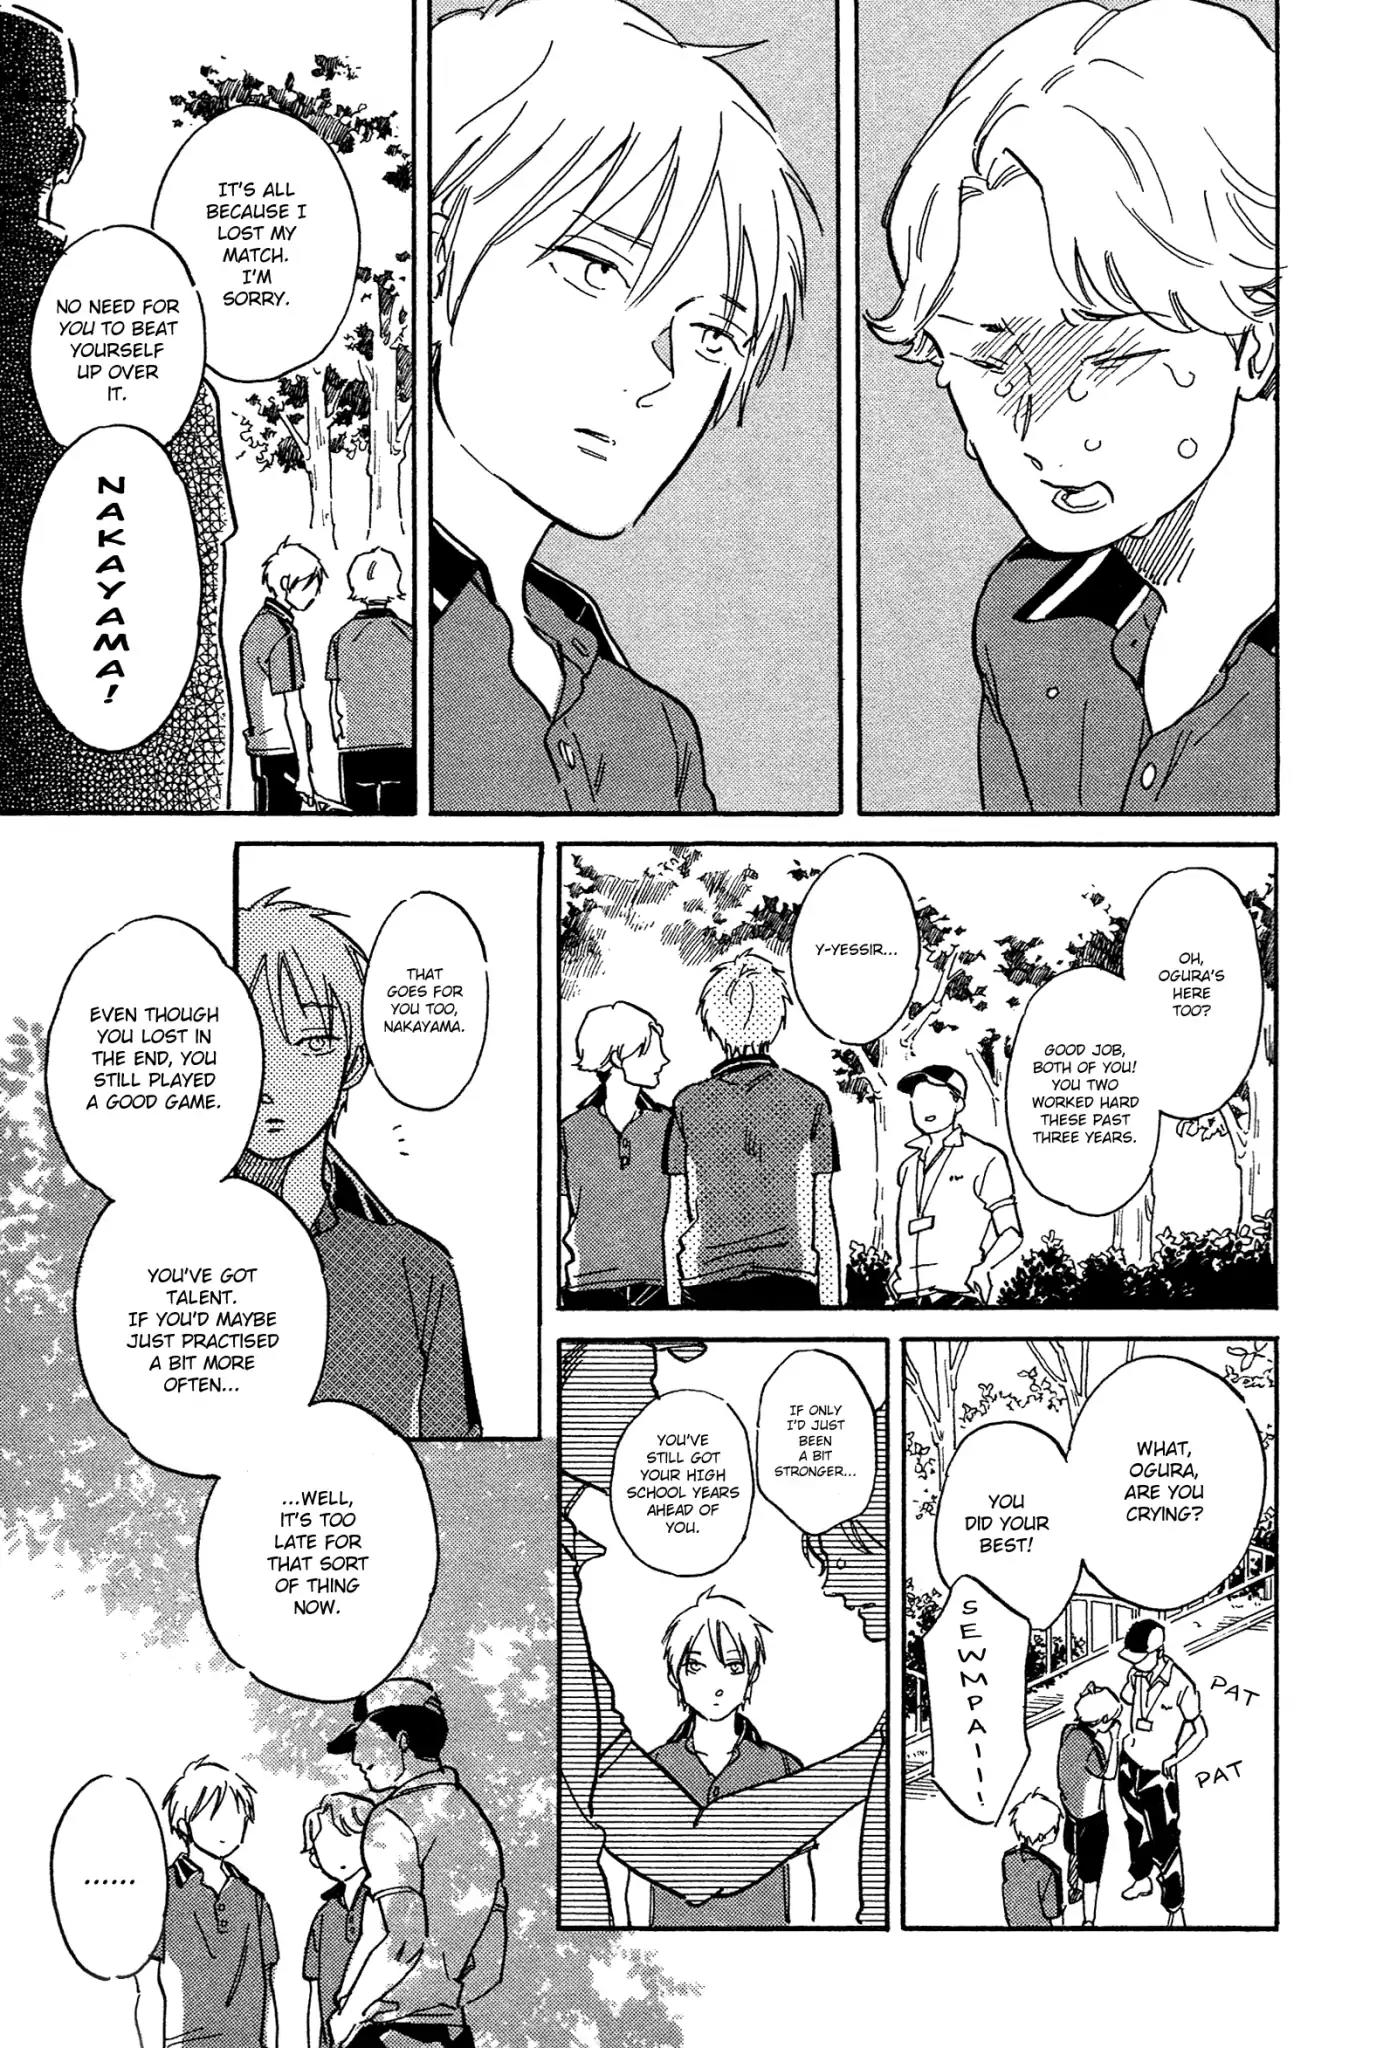 IT'S ALL
BECAUSE I
LOST MY
MATCH.
I'M
SORRY.
NO NEED FOR
YOU TO BEAT
YOURSELF
UP OVER
IT.
NAKAYAMA!
OH,
OGURA'S
HERE
TOO?
GOOD JOB,
BOTH OF YOU!
YOU TWO
WORKED HARD
THESE PAST
THREE YEARS.
Y-YESSIR...
WHAT,
OGURA,
ARE YOU
CRYING?
YOU
DID YOUR
BEST!
SEWMPAIII!
PAT
PAT
IF ONLY
I'D JUST
BEEN
A BIT
STRONGER...
YOU'VE
STILL GOT
YOUR HIGH
SCHOOL YEARS
AHEAD OF
YOU.
THAT
GOES FOR
YOU TOO,
NAKAYAMA.
EVEN THOUGH
YOU LOST IN
THE END, YOU
STILL PLAYED
A GOOD GAME.
YOU'VE GOT
TALENT.
IF YOU'D MAYBE
JUST PRACTISED
A BIT MORE
OFTEN...
...WELL,
IT'S TOO
LATE FOR
THAT SORT
OF THING
NOW.
......